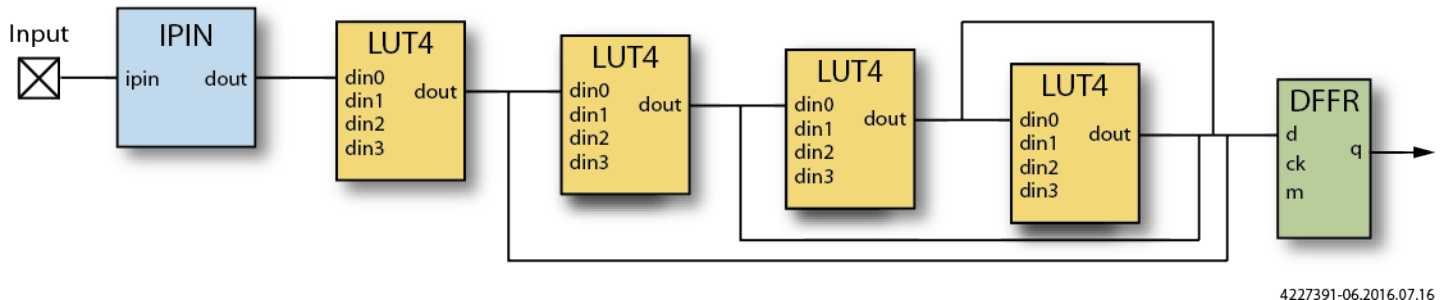 Input
IPIN
ipin dout
LUT4
din0
din1
din2
din3
dout
LUT4
din0
din1
din2
din3
dout
LUT4
din0
din1
din2
din3
dout
LUT4
din0
din1
din2
din3
dout
DFFR
d
ck
m
q
4227391-06.2016.07.16